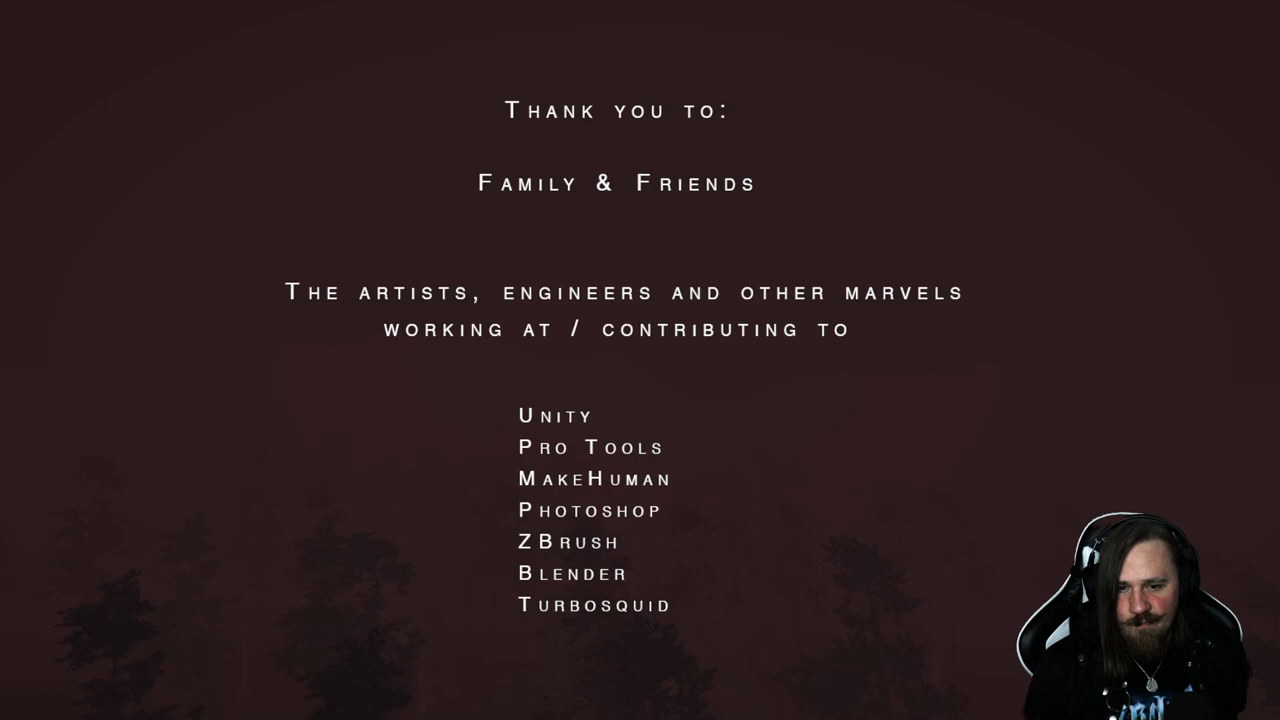 Thank you to:
Family & Friends
The artists, engineers and other marvels
working at / contributing to
Unity
Pro Tools
MakeHuman
Photoshop
ZBrush
Blender
Turbosquid